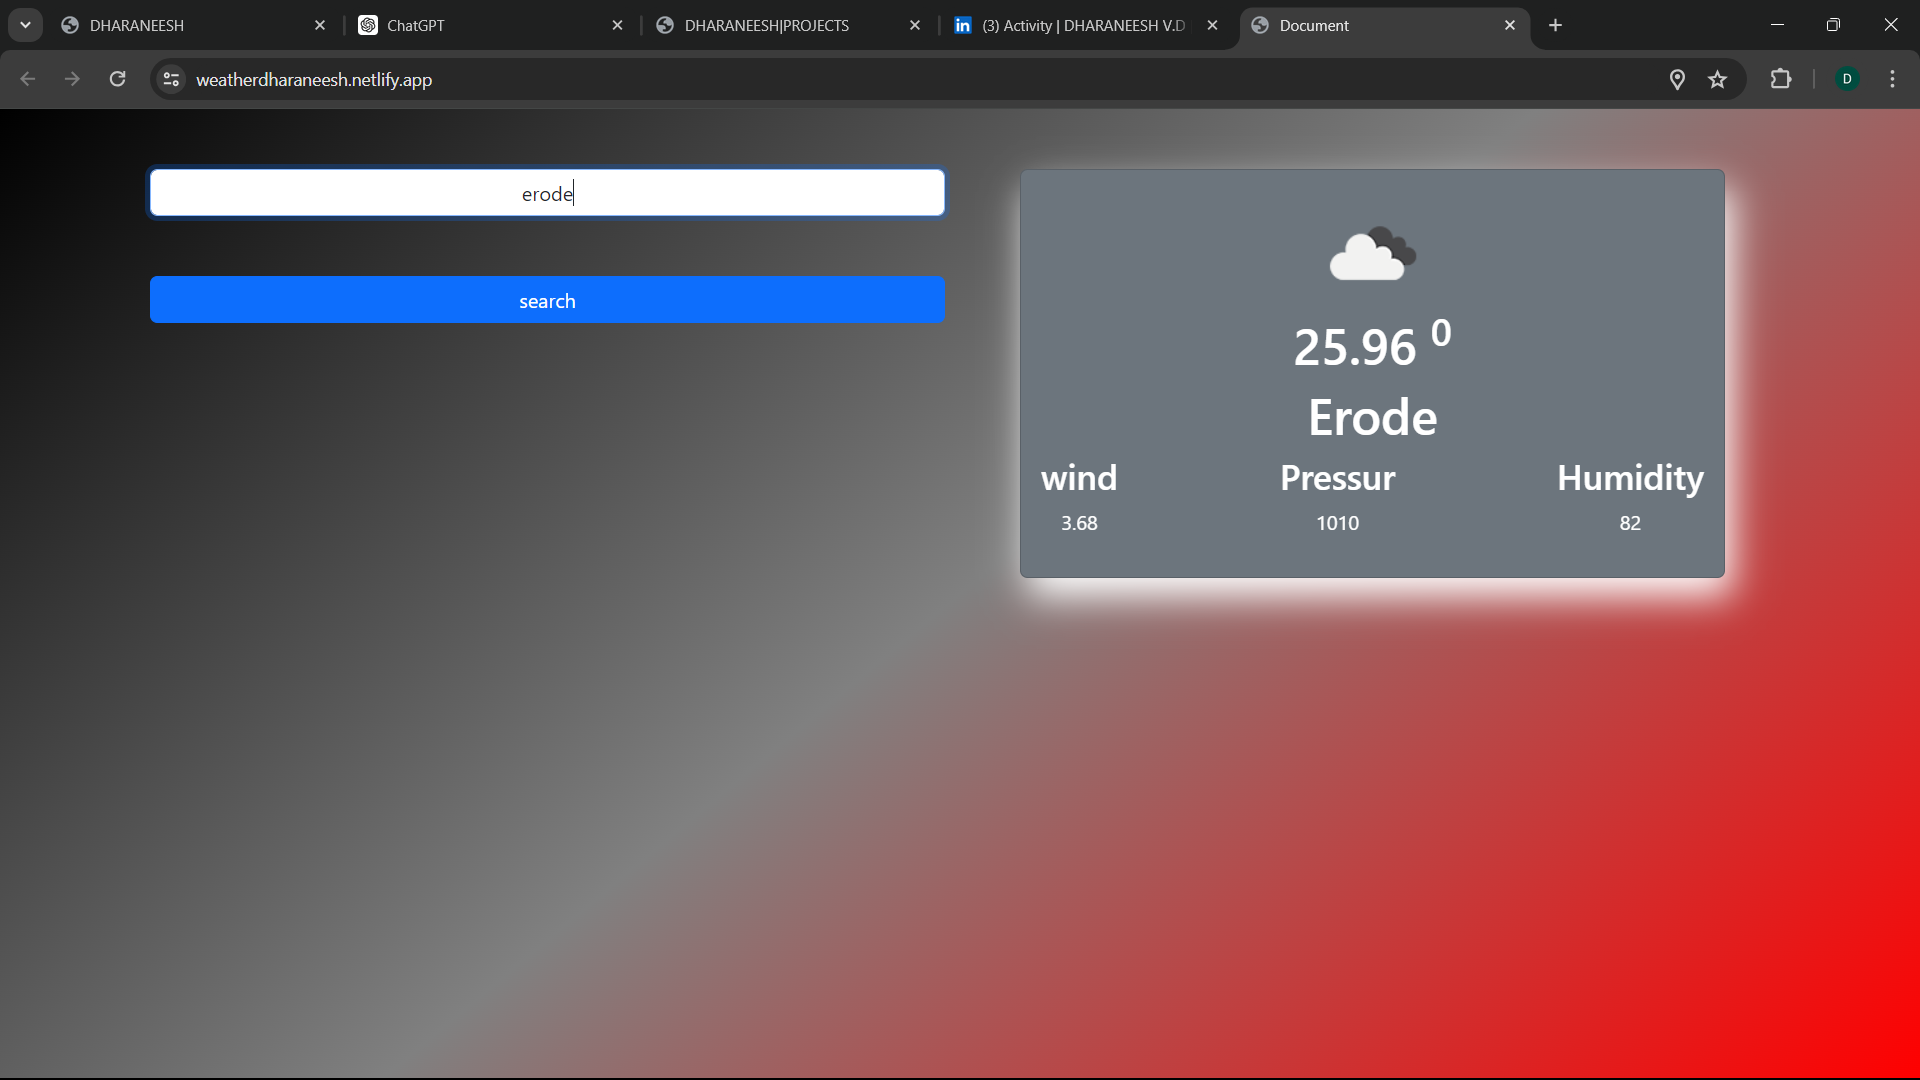 DHARANEESH
ChatGPT
DHARANEESH|PROJECTS
in (3) Activity | DHARANEESH V.D
Document
weatherdharaneesh.netlify.app
D
erode
search
25.96 0
Erode
wind Pressur Humidity
3.68 1010 82